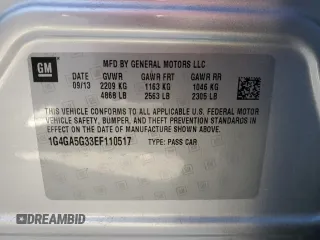 GM
MFD BY GENERAL MOTORS LLC
DATE GVWR GAWR FRT GAWR RR
09/13 2209 KG 1163 KG 1046 KG
4868 LB 2563 LB 2305 LB
THIS VEHICLE CONFORMS TO ALL APPLICABLE U.S. FEDERAL MOTOR
VEHICLE SAFETY, BUMPER, AND THEFT PREVENTION STANDARDS
IN EFFECT ON THE DATE OF MANUFACTURE SHOWN ABOVE.
1G4GA5G33EF110517 TYPE: PASS CAR
DREAMBID